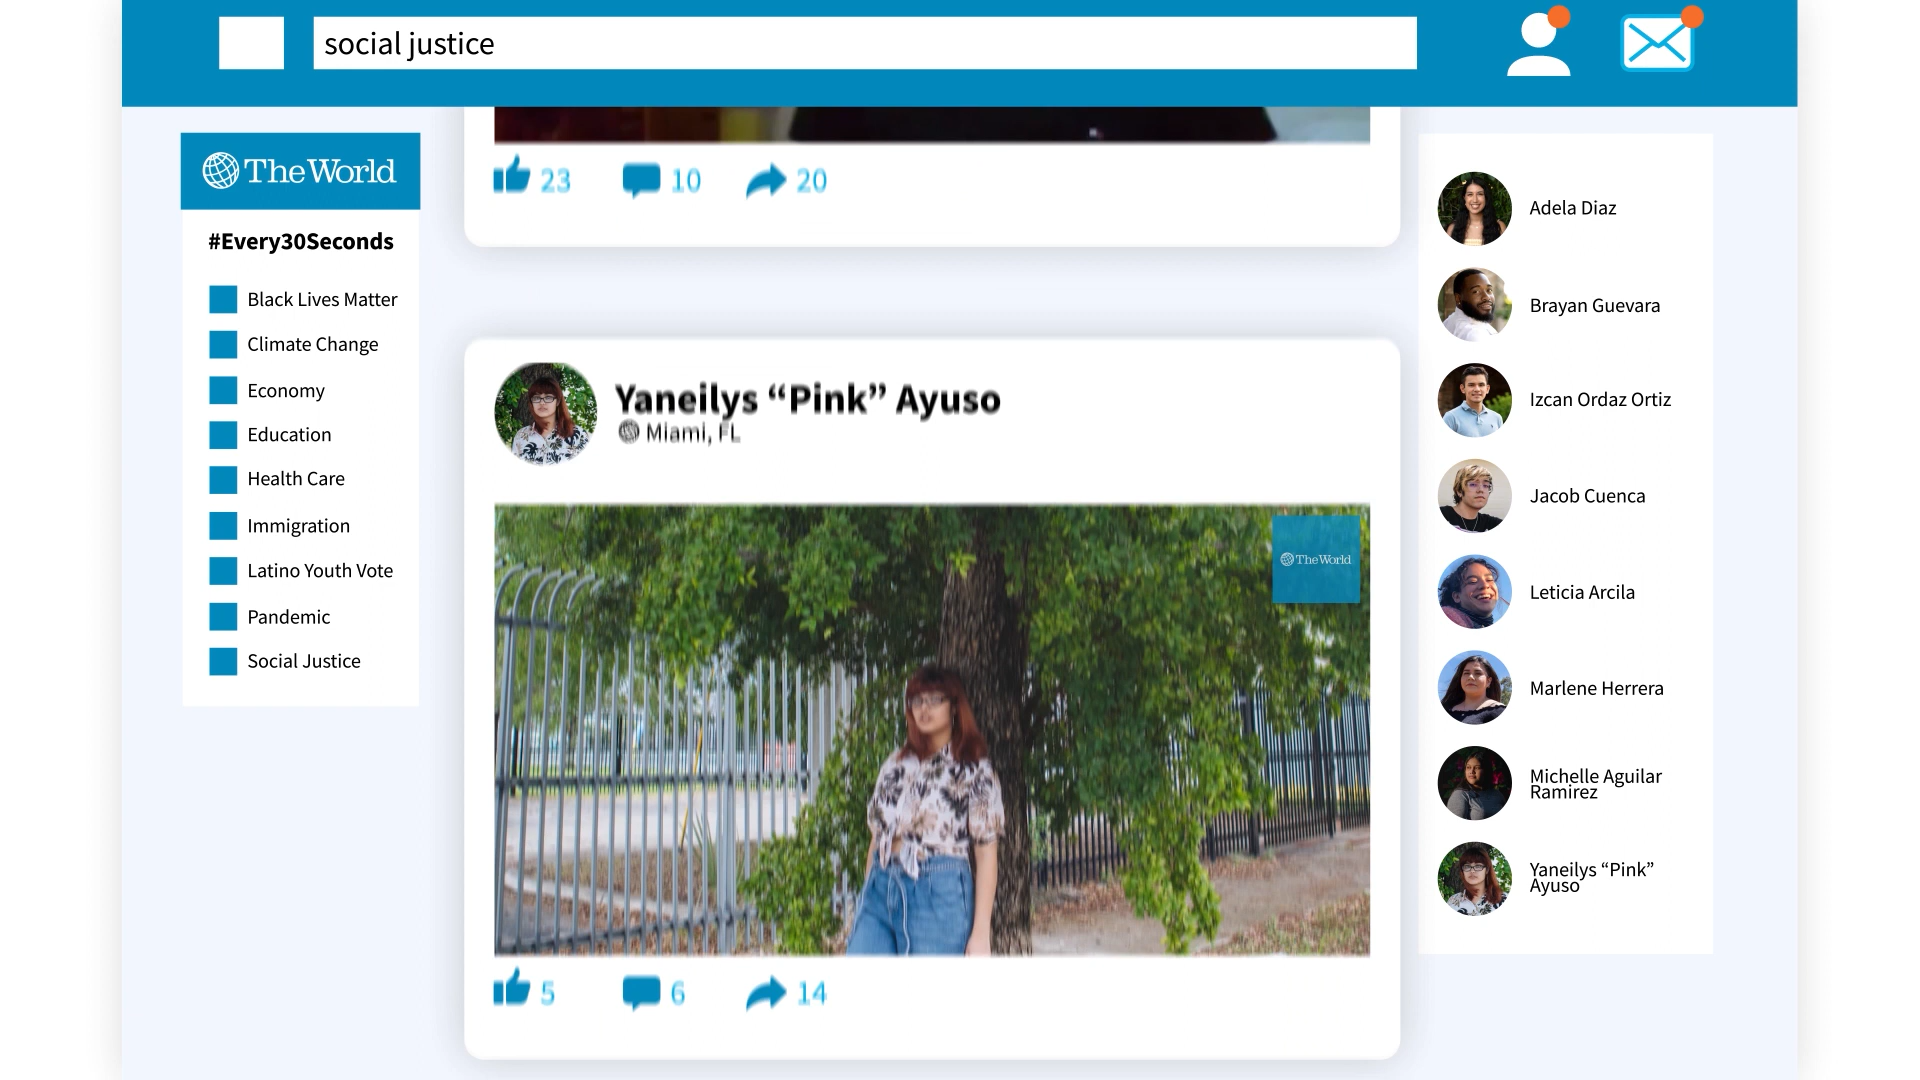 social justice
The World
#Every30Seconds
Black Lives Matter
Climate Change
Economy
Education
Health Care
Immigration
Latino Youth Vote
Pandemic
Social Justice
23 10 20
Yaneilys “Pink” Ayuso
Miami, FL
The World
5 6 14
Adela Diaz
Brayan Guevara
Izcan Ordaz Ortiz
Jacob Cuenca
Leticia Arcila
Marlene Herrera
Michelle Aguilar
Ramirez
Yaneilys “Pink”
Ayuso